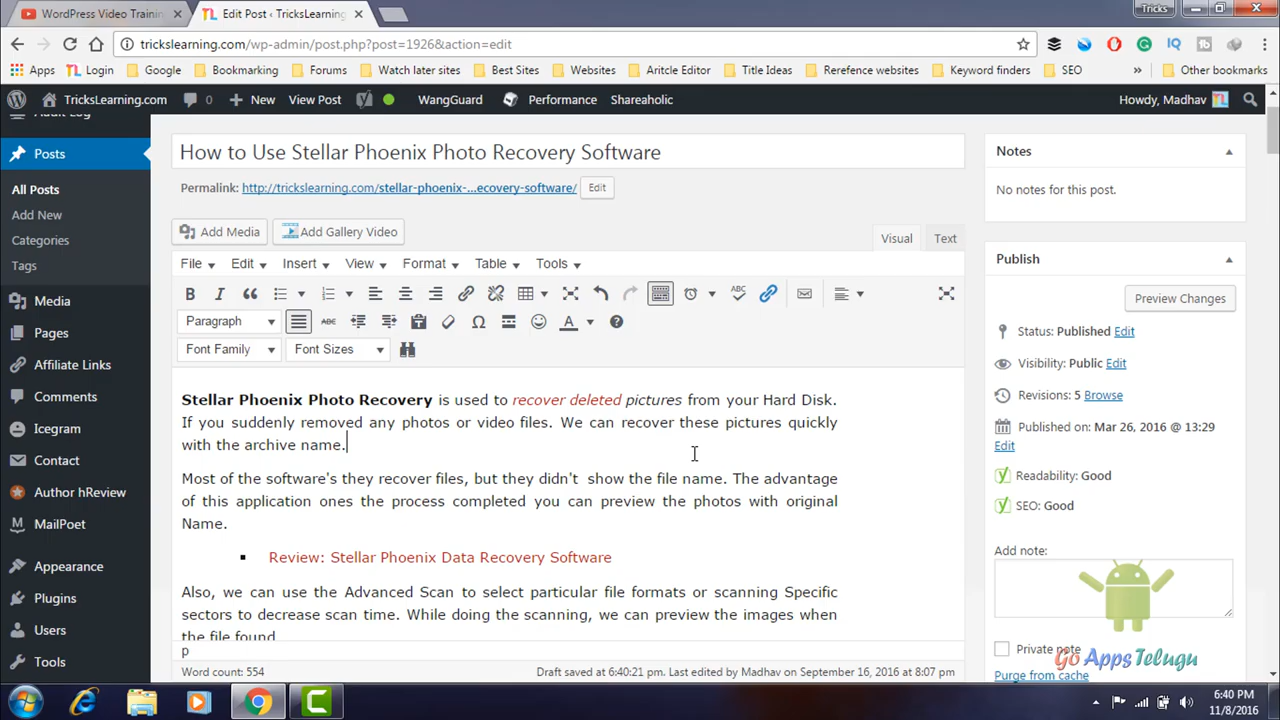 WordPress Video Trainin
Edit Post ‹ TricksLearning
Tricks
trickslearning.com/wp-admin/post.php?post=1926&action=edit
Apps
Login
Google
Bookmarking
Forums
Watch later sites
Best Sites
Websites
Aritcle Editor
Title Ideas
Rerefence websites
Keyword finders
SEO
»
Other bookmarks
TricksLearning.com
0
New
View Post
WangGuard
Performance
Shareaholic
Howdy, Madhav
Audit Log
Posts
All Posts
Add New
Categories
Tags
Media
Pages
Affiliate Links
Comments
Icegram
Contact
Author hReview
MailPoet
Appearance
Plugins
Users
Tools
How to Use Stellar Phoenix Photo Recovery Software
Permalink: http://trickslearning.com/stellar-phoenix-...ecovery-software/ Edit
Add Media
Add Gallery Video
Visual
Text
File
Edit
Insert
View
Format
Table
Tools
Paragraph
Font Family
Font Sizes
Stellar Phoenix Photo Recovery is used to recover deleted pictures from your Hard Disk.
If you suddenly removed any photos or video files. We can recover these pictures quickly
with the archive name.
Most of the software's they recover files, but they didn't show the file name. The advantage
of this application ones the process completed you can preview the photos with original
Name.
Review: Stellar Phoenix Data Recovery Software
Also, we can use the Advanced Scan to select particular file formats or scanning Specific
sectors to decrease scan time. While doing the scanning, we can preview the images when
the file found
p
Word count: 554
Draft saved at 6:40:21 pm. Last edited by Madhav on September 16, 2016 at 8:07 pm
Notes
No notes for this post.
Publish
Preview Changes
Status: Published Edit
Visibility: Public Edit
Revisions: 5 Browse
Published on: Mar 26, 2016 @ 13:29
Edit
Readability: Good
SEO: Good
Add note:
Private note
Go Apps Telugu
Purge from cache
6:40 PM
11/8/2016